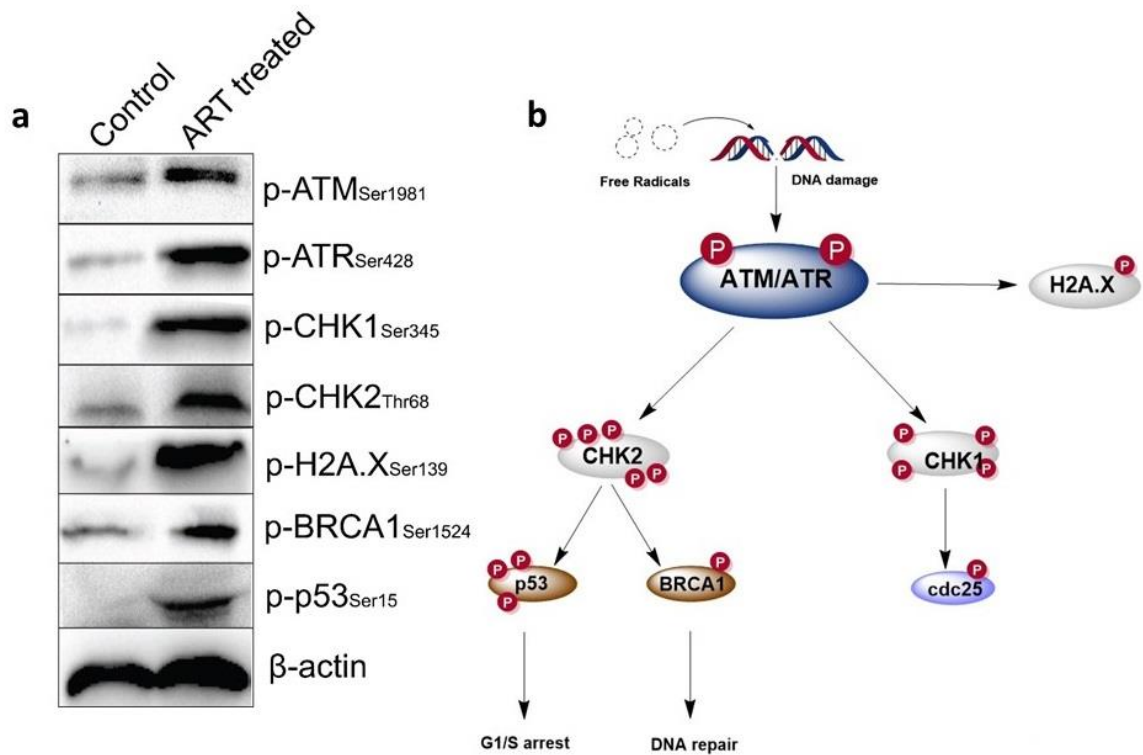 a
Control
ART treated
p-ATMSer1981
p-ATRSer428
p-CHK1Ser345
p-CHK2Thr68
p-H2A.XSer139
p-BRCA1Ser1524
p-p53Ser15
β-actin
b
Free Radicals
DNA damage
P
P
ATM/ATR
P
H2A.X
P
P
P
CHK2
P
P
P
P
CHK1
P
P
P
P
p53
P
P
BRCA1
P
cdc25
G1/S arrest
DNA repair